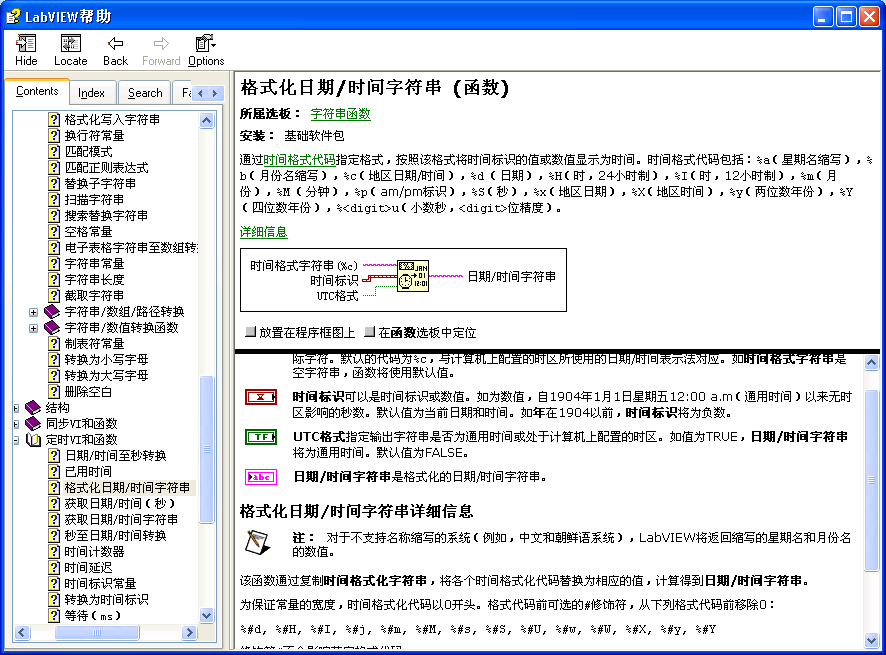 LabVIEW帮助
Hide Locate Back Forward Options
Contents Index Search Fa
格式化写入字符串
换行符常量
匹配模式
匹配正则表达式
替换子字符串
扫描字符串
搜索替换字符串
空格常量
电子表格字符串至数组转
字符串常量
字符串长度
截取字符串
字符串/数组/路径转换
字符串/数值转换函数
制表符常量
转换为小写字母
转换为大写字母
删除空白
结构
同步VI和函数
定时VI和函数
日期/时间至秒转换
已用时间
格式化日期/时间字符串
获取日期/时间（秒）
获取日期/时间字符串
秒至日期/时间转换
时间计数器
时间延迟
时间标识常量
转换为时间标识
等待（ms）
格式化日期/时间字符串 (函数)
所属选板： 字符串函数
安装： 基础软件包
通过时间格式代码指定格式，按照该格式将时间标识的值或数值显示为时间。时间格式代码包括：%a（星期名缩写），%
b（月份名缩写），%c（地区日期/时间），%d（日期），%H（时，24小时制），%I（时，12小时制），%m（月
份），%M（分钟），%p（am/pm标识），%S（秒），%x（地区日期），%X（地区时间），%y（两位数年份），%Y
（四位数年份），%<digit>u（小数秒，<digit>位精度）。
详细信息
时间格式字符串(%c)
时间标识
UTC格式
JAN
01
12:01
日期/时间字符串
放置在程序框图上 在函数选板中定位
际字符。默认的代码为%c，与计算机上配置的时区所使用的日期/时间表示法对应。如时间格式字符串是
空字符串，函数将使用默认值。
时间标识可以是时间标识或数值。如为数值，自1904年1月1日星期五12:00 a.m（通用时间）以来无时
区影响的秒数。默认值为当前日期和时间。如年在1904以前，时间标识将为负数。
TF
UTC格式指定输出字符串是否为通用时间或处于计算机上配置的时区。如值为TRUE，日期/时间字符串
将为通用时间。默认值为FALSE。
abc
日期/时间字符串是格式化的日期/时间字符串。
格式化日期/时间字符串详细信息
注： 对于不支持名称缩写的系统（例如，中文和朝鲜语系统），LabVIEW将返回缩写的星期名和月份名
的数值。
该函数通过复制时间格式化字符串，将各个时间格式化代码替换为相应的值，计算得到日期/时间字符串。
为保证常量的宽度，时间格式化代码以0开头。格式代码前可选的#修饰符，从下列格式代码前移除0：
%#d, %#H, %#I, %#j, %#m, %#M, %#s, %#S, %#U, %#w, %#W, %#X, %#y, %#Y